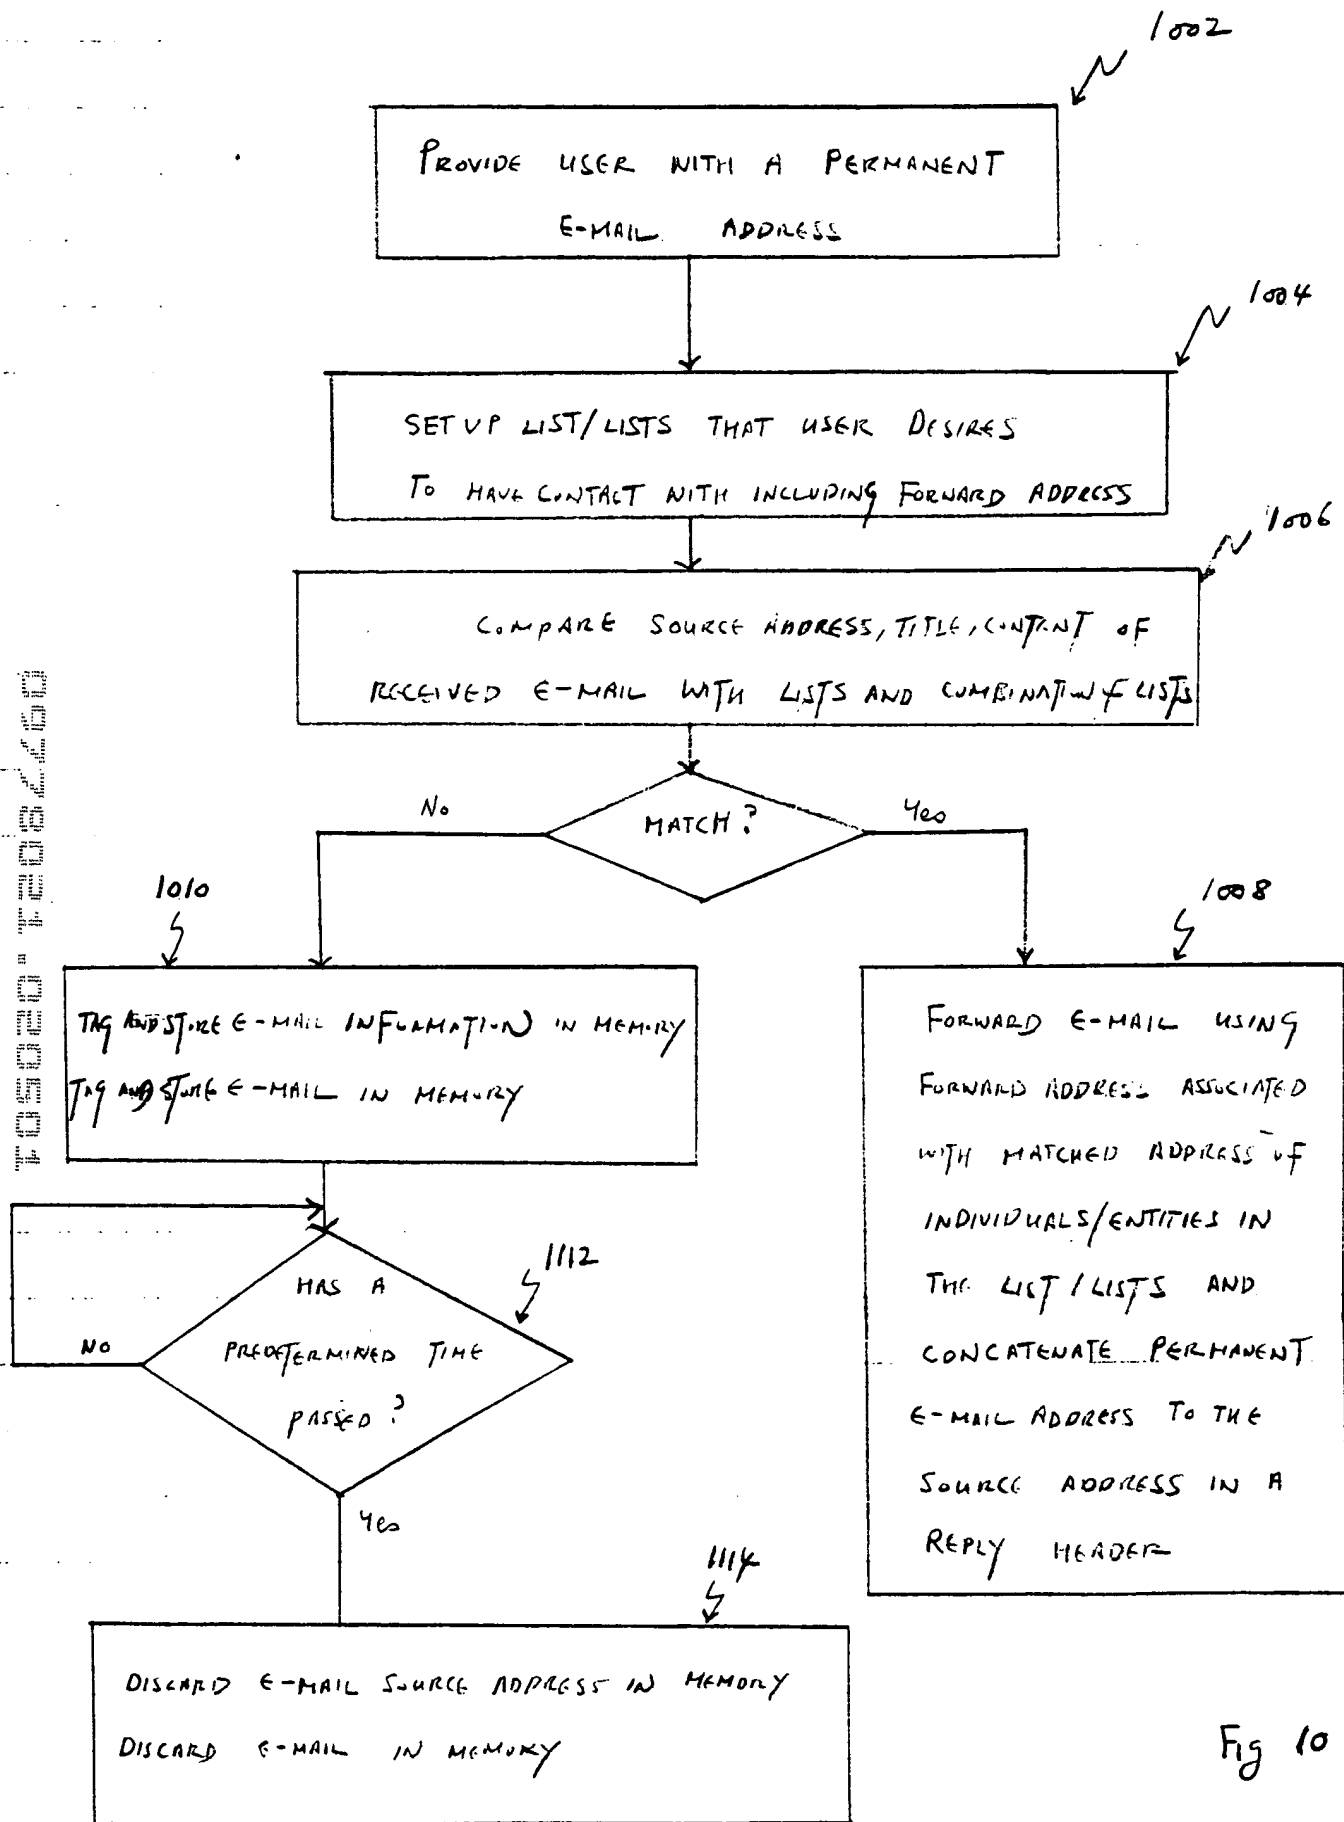 1002
PROVIDE USER WITH A PERMANENT
E-MAIL ADDRESS
1004
SET UP LIST/LISTS THAT USER DESIRES
TO HAVE CONTACT WITH INCLUDING FORWARD ADDRESS
1006
COMPARE SOURCE ADDRESS, TITLE, CONTENT OF
RECEIVED E-MAIL WITH LISTS AND COMBINATION OF LISTS
MATCH?
No
Yes
1010
1008
TAG AND STORE E-MAIL INFORMATION IN MEMORY
TAG AND STORE E-MAIL IN MEMORY
FORWARD E-MAIL USING
FORWARD ADDRESS ASSOCIATED
WITH MATCHED ADDRESS OF
INDIVIDUALS/ENTITIES IN
THE LIST/LISTS AND
CONCATENATE PERMANENT
E-MAIL ADDRESS TO THE
SOURCE ADDRESS IN A
REPLY HEADER
1112
HAS A
PREDETERMINED TIME
PASSED?
NO
Yes
1114
DISCARD E-MAIL SOURCE ADDRESS IN MEMORY
DISCARD E-MAIL IN MEMORY
Fig 10
09778021.020501